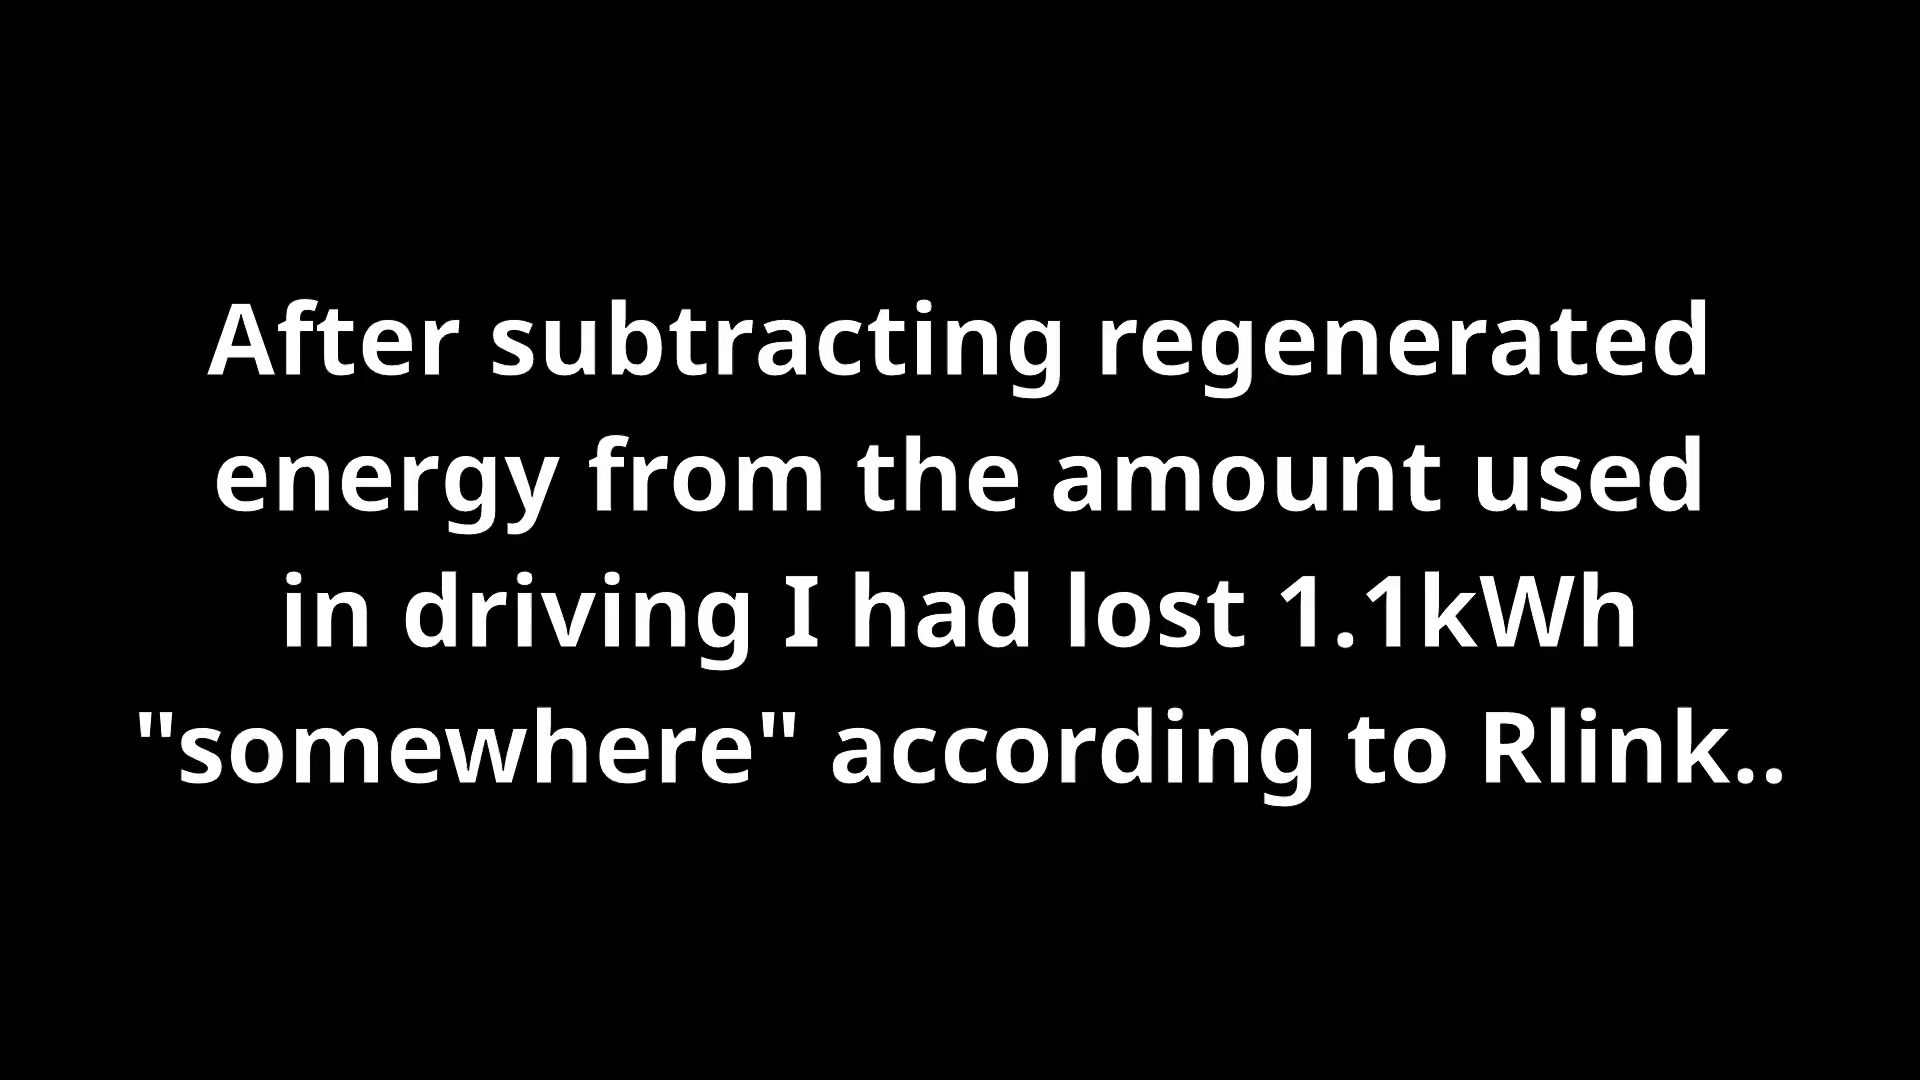 After subtracting regenerated
energy from the amount used
in driving I had lost 1.1kWh
"somewhere" according to Rlink..